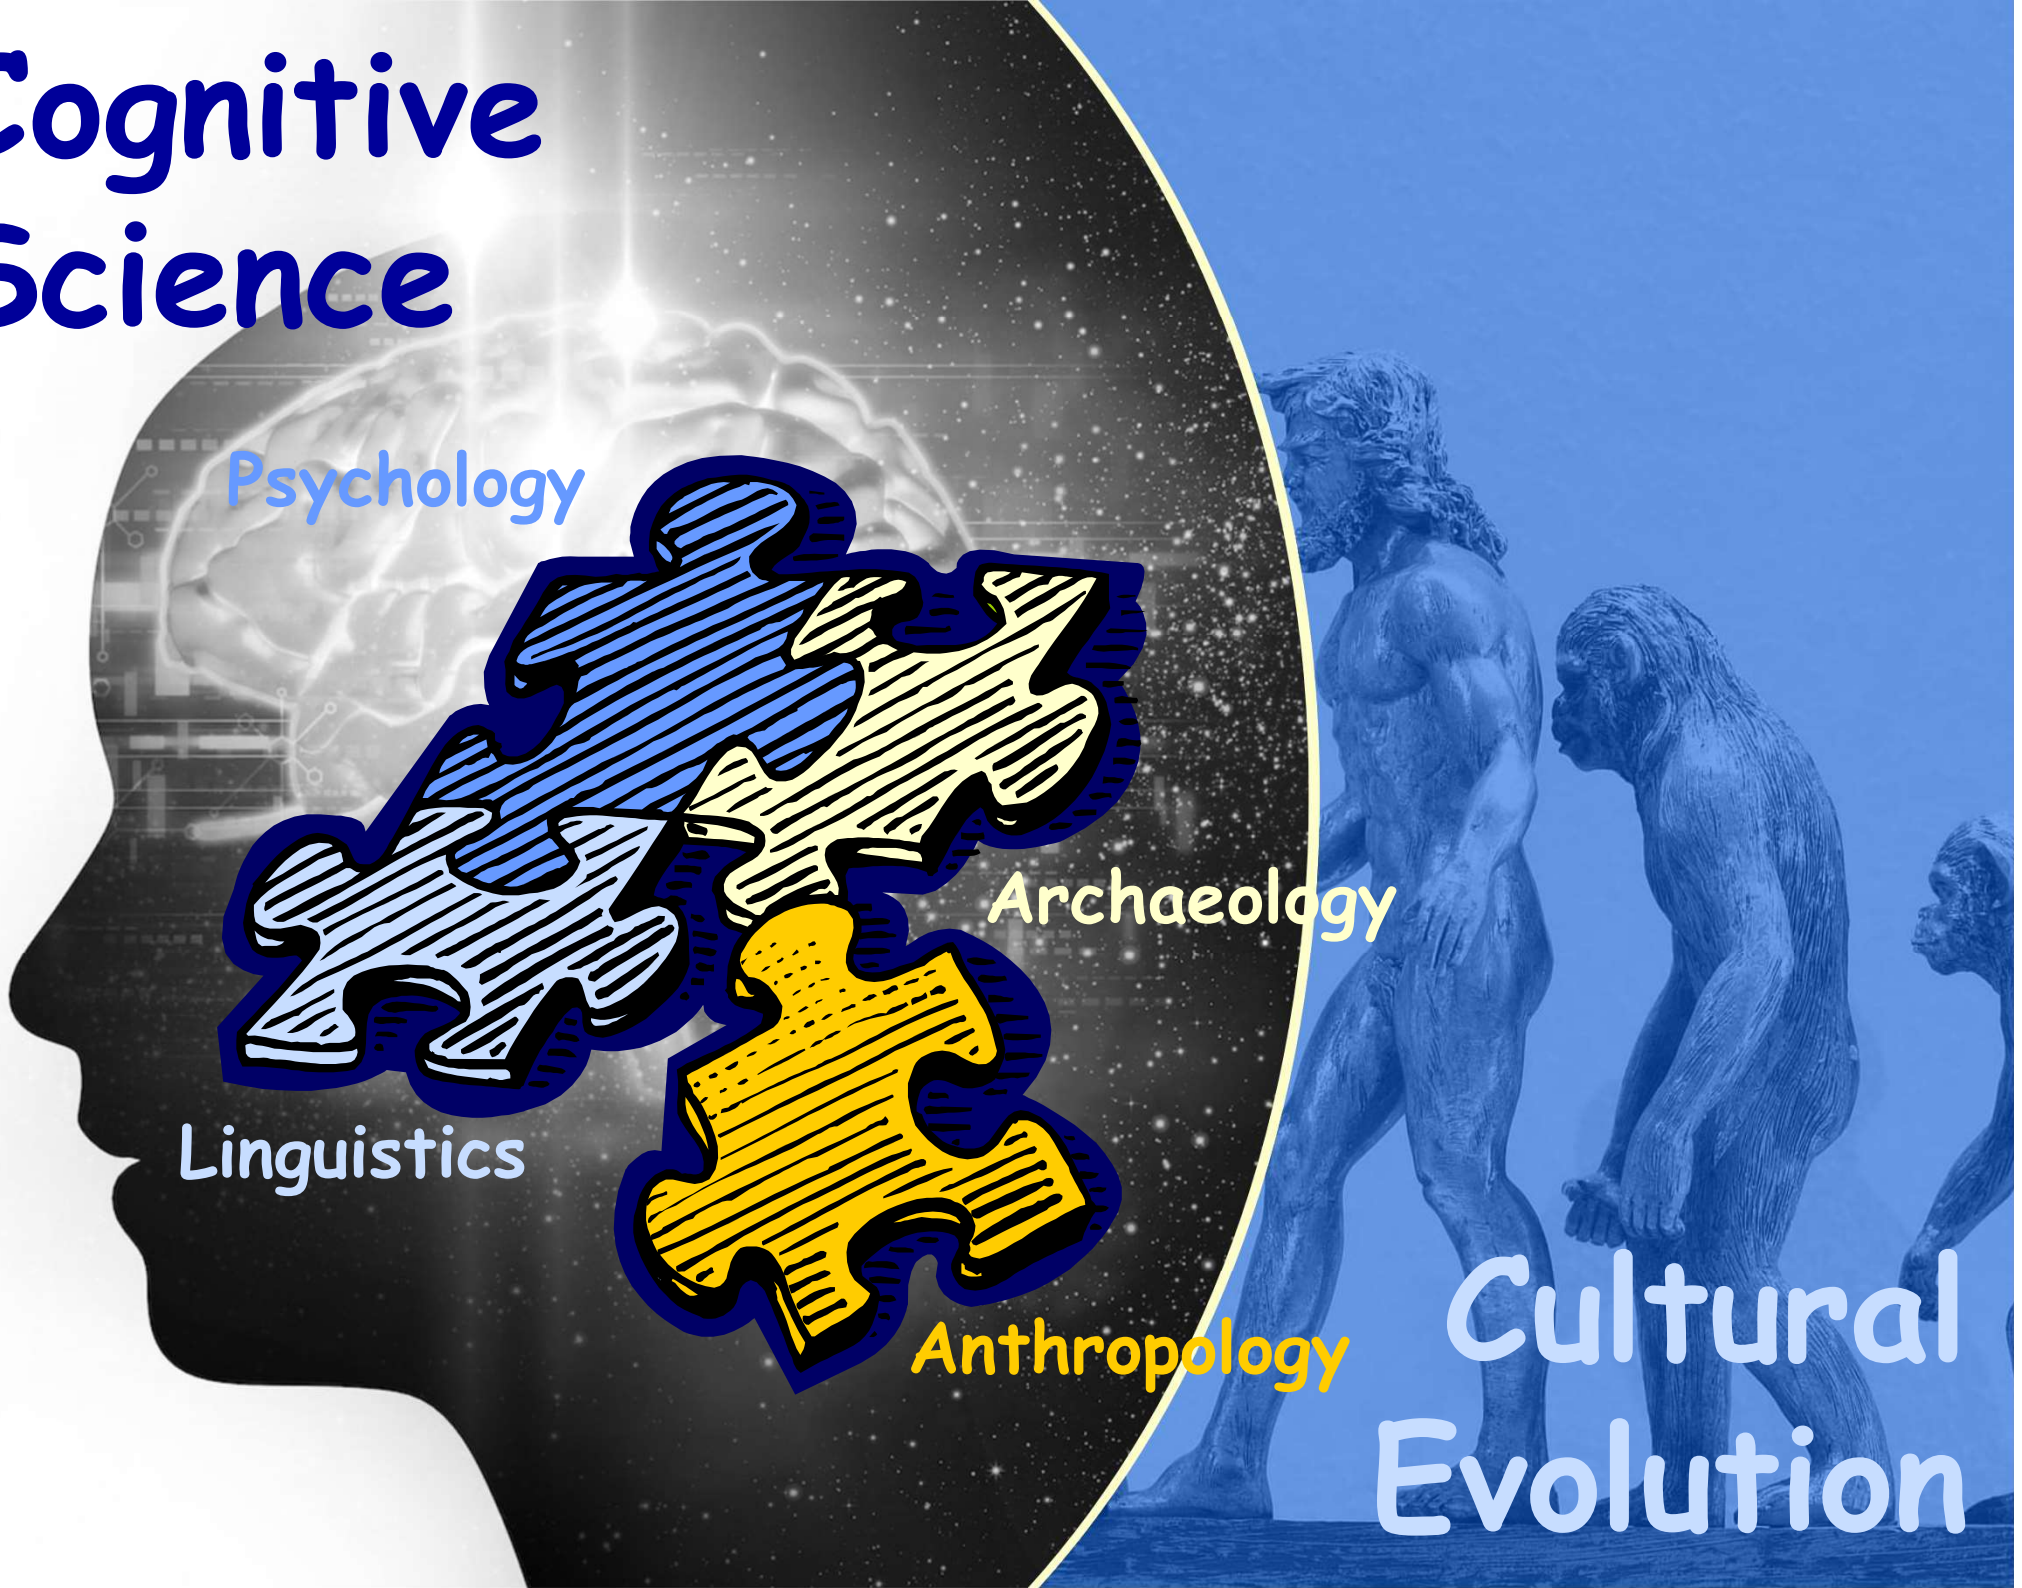 Cognitive
Science
Psychology
Archaeology
Linguistics
Anthropology
Cultural
Evolution